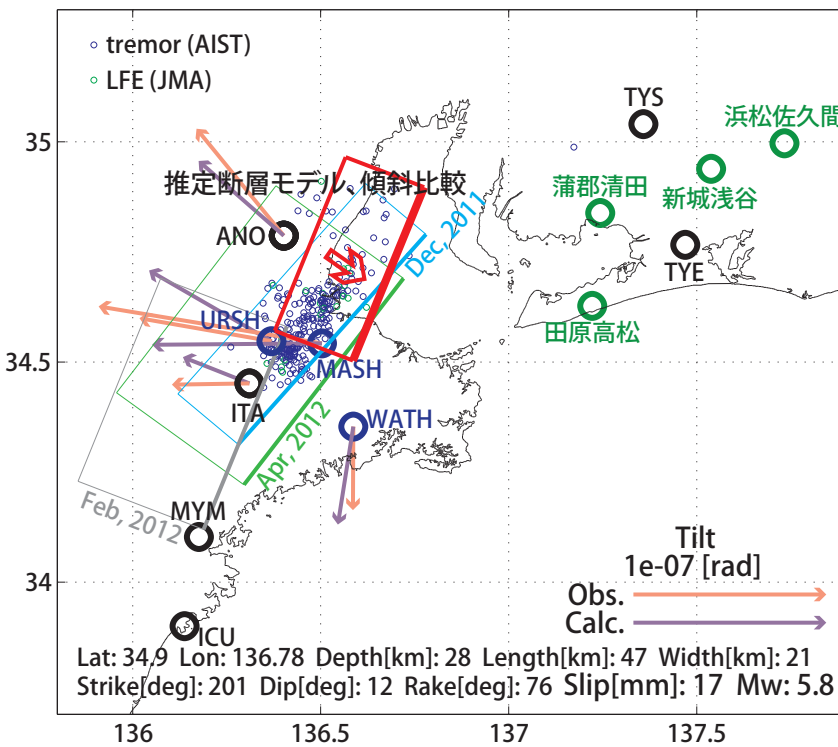 tremor (AIST)
LFE (JMA)
TYS
浜松佐久間
蒲郡清田
新城浅谷
推定断層モデル、傾斜比較
ANO
Dec, 2011
TYE
田原高松
URSH
MASH
ITA
WATH
Apr, 2012
Feb, 2012
MYM
ICU
Tilt
1e-07 [rad]
Obs.
Calc.
Lat: 34.9 Lon: 136.78 Depth[km]: 28 Length[km]: 47 Width[km]: 21
Strike[deg]: 201 Dip[deg]: 12 Rake[deg]: 76 Slip[mm]: 17 Mw: 5.8
35
34.5
34
136 136.5 137 137.5